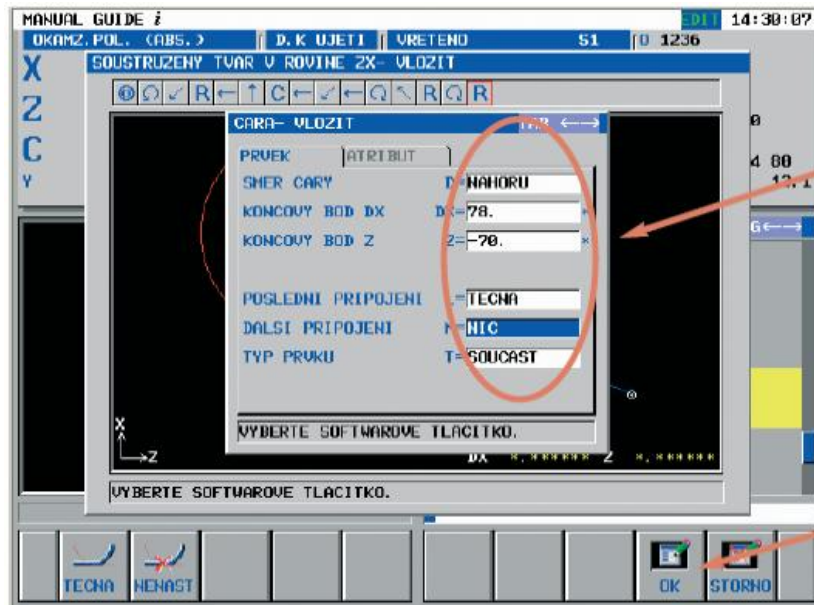 MANUAL GUIDE i EDIT 14:30:07
OKAMZ.POL. (ABS.) D.K UJETI VRETENO S1 O 1236
SOUSTRUZENY TVAR V ROVINE ZX- VLOZIT
X
Z
C
Y
R C R R
CARA- VLOZIT
PRVEK ATRIBUT
SMER CARY D=NAHORU
KONCOVY BOD DX DX=78. *
KONCOVY BOD Z Z=-70. *
POSLEDNI PRIPOJENI L=TECNA
DALSI PRIPOJENI NIC
TYP PRVKU T=SOUCAST
VYBERTE SOFTWAROVE TLACITKO.
4 80
G
X
Z
DX *.****** Z *.******
VYBERTE SOFTWAROVE TLACITKO.
TECNA NENAST OK STORNO